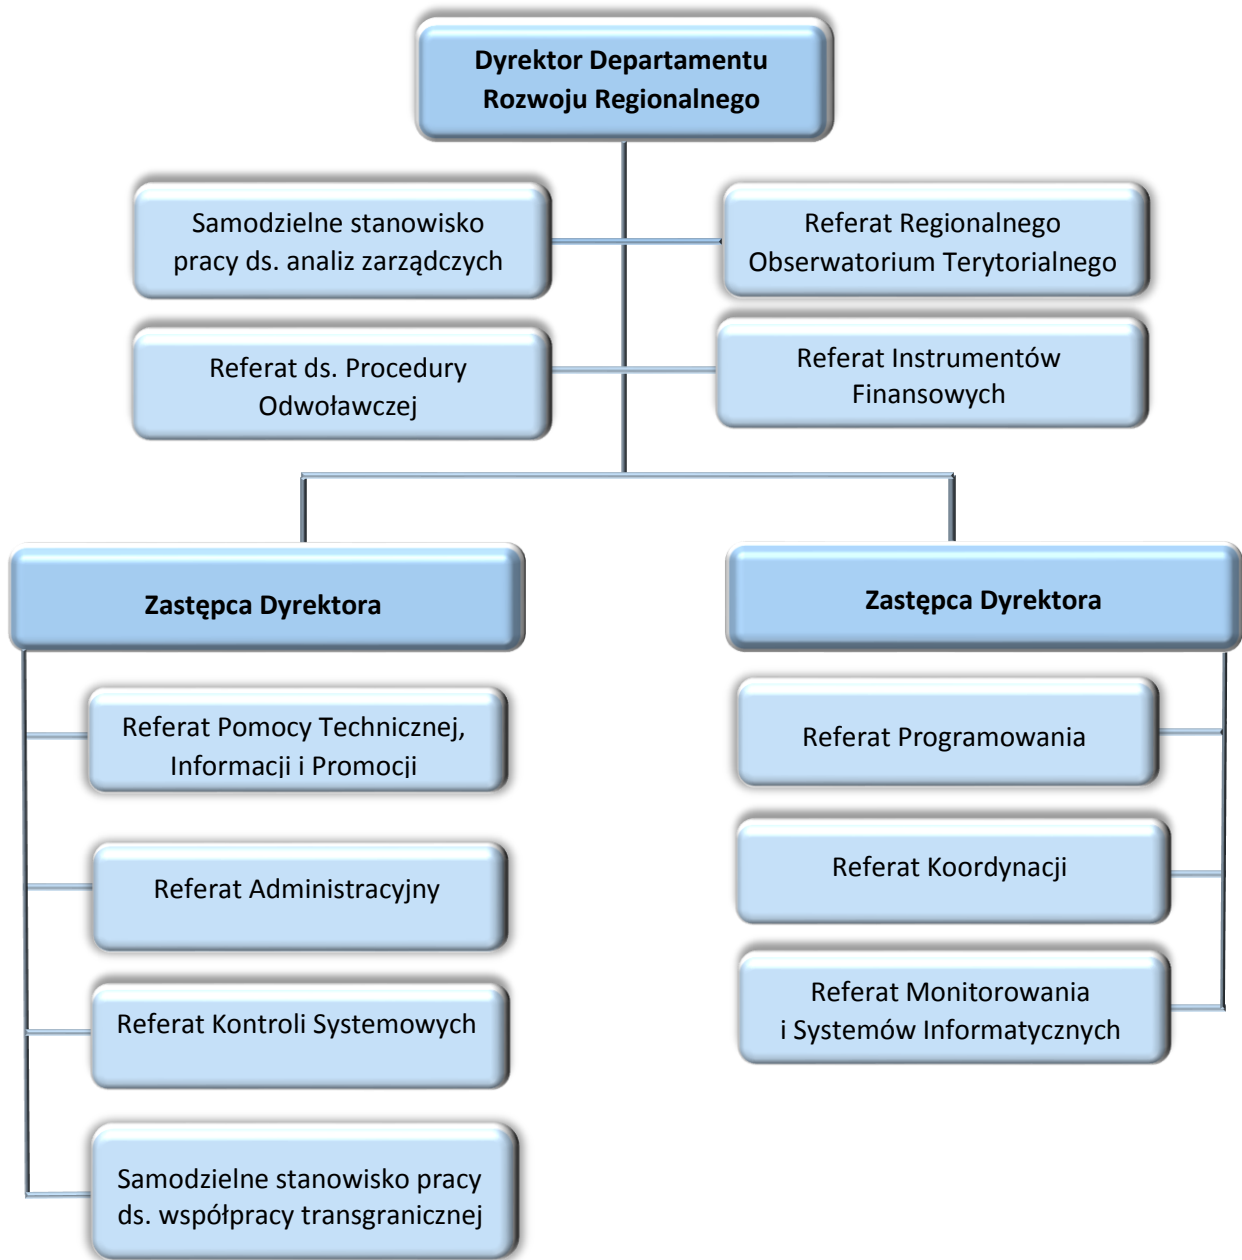 Dyrektor Departamentu
Rozwoju Regionalnego
Samodzielne stanowisko
pracy ds. analiz zarządczych
Referat Regionalnego
Obserwatorium Terytorialnego
Referat ds. Procedury
Odwoławczej
Referat Instrumentów
Finansowych
Zastępca Dyrektora
Referat Pomocy Technicznej,
Informacji i Promocji
Referat Administracyjny
Referat Kontroli Systemowych
Samodzielne stanowisko pracy
ds. współpracy transgranicznej
Zastępca Dyrektora
Referat Programowania
Referat Koordynacji
Referat Monitorowania
i Systemów Informatycznych